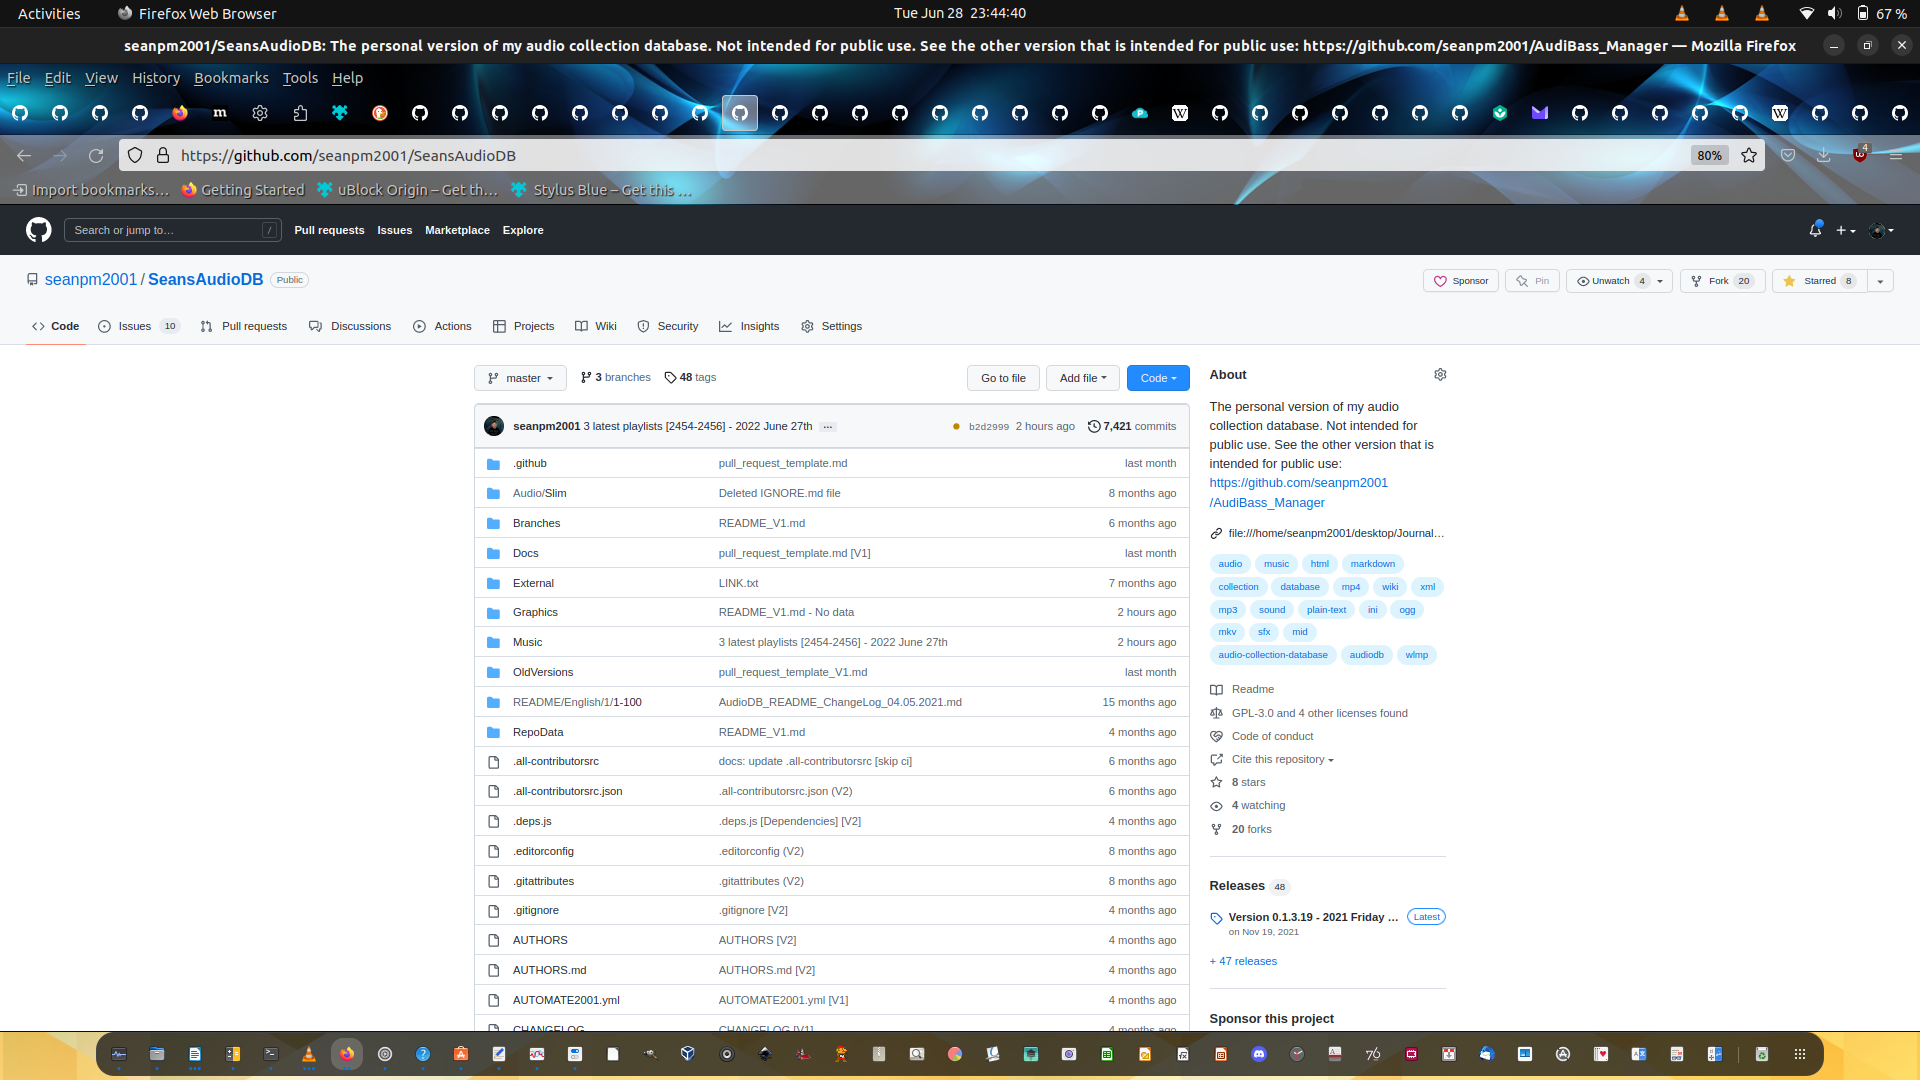 Activities Firefox Web Browser Tue Jun 28 23:44:40 67 %
seanpm2001/SeansAudioDB: The personal version of my audio collection database. Not intended for public use. See the other version that is intended for public use: https://github.com/seanpm2001/AudiBass_Manager — Mozilla Firefox
File Edit View History Bookmarks Tools Help
https://github.com/seanpm2001/SeansAudioDB 80% 4
Import bookmarks... Getting Started uBlock Origin – Get th... Stylus Blue – Get this ...
Search or jump to... / Pull requests Issues Marketplace Explore
seanpm2001 / SeansAudioDB Public Sponsor Pin Unwatch 4 Fork 20 Starred 8
Code Issues 10 Pull requests Discussions Actions Projects Wiki Security Insights Settings
master 3 branches 48 tags Go to file Add file Code
seanpm2001 3 latest playlists [2454-2456] - 2022 June 27th ... b2d2999 2 hours ago 7,421 commits
.github pull_request_template.md last month
Audio/Slim Deleted IGNORE.md file 8 months ago
Branches README_V1.md 6 months ago
Docs pull_request_template.md [V1] last month
External LINK.txt 7 months ago
Graphics README_V1.md - No data 2 hours ago
Music 3 latest playlists [2454-2456] - 2022 June 27th 2 hours ago
OldVersions pull_request_template_V1.md last month
README/English/1/1-100 AudioDB_README_ChangeLog_04.05.2021.md 15 months ago
RepoData README_V1.md 4 months ago
.all-contributorsrc docs: update .all-contributorsrc [skip ci] 6 months ago
.all-contributorsrc.json .all-contributorsrc.json (V2) 6 months ago
.deps.js .deps.js [Dependencies] [V2] 4 months ago
.editorconfig .editorconfig (V2) 8 months ago
.gitattributes .gitattributes (V2) 8 months ago
.gitignore .gitignore [V2] 4 months ago
AUTHORS AUTHORS [V2] 4 months ago
AUTHORS.md AUTHORS.md [V2] 4 months ago
AUTOMATE2001.yml AUTOMATE2001.yml [V1] 4 months ago
CHANGELOG CHANGELOG [V1] 4 months ago
About
The personal version of my audio
collection database. Not intended for
public use. See the other version that is
intended for public use:
https://github.com/seanpm2001
/AudiBass_Manager
file:///home/seanpm2001/desktop/Journal...
audio music html markdown
collection database mp4 wiki xml
mp3 sound plain-text ini ogg
mkv sfx mid
audio-collection-database audiodb wlmp
Readme
GPL-3.0 and 4 other licenses found
Code of conduct
Cite this repository
8 stars
4 watching
20 forks
Releases 48
Version 0.1.3.19 - 2021 Friday ... Latest
on Nov 19, 2021
+ 47 releases
Sponsor this project